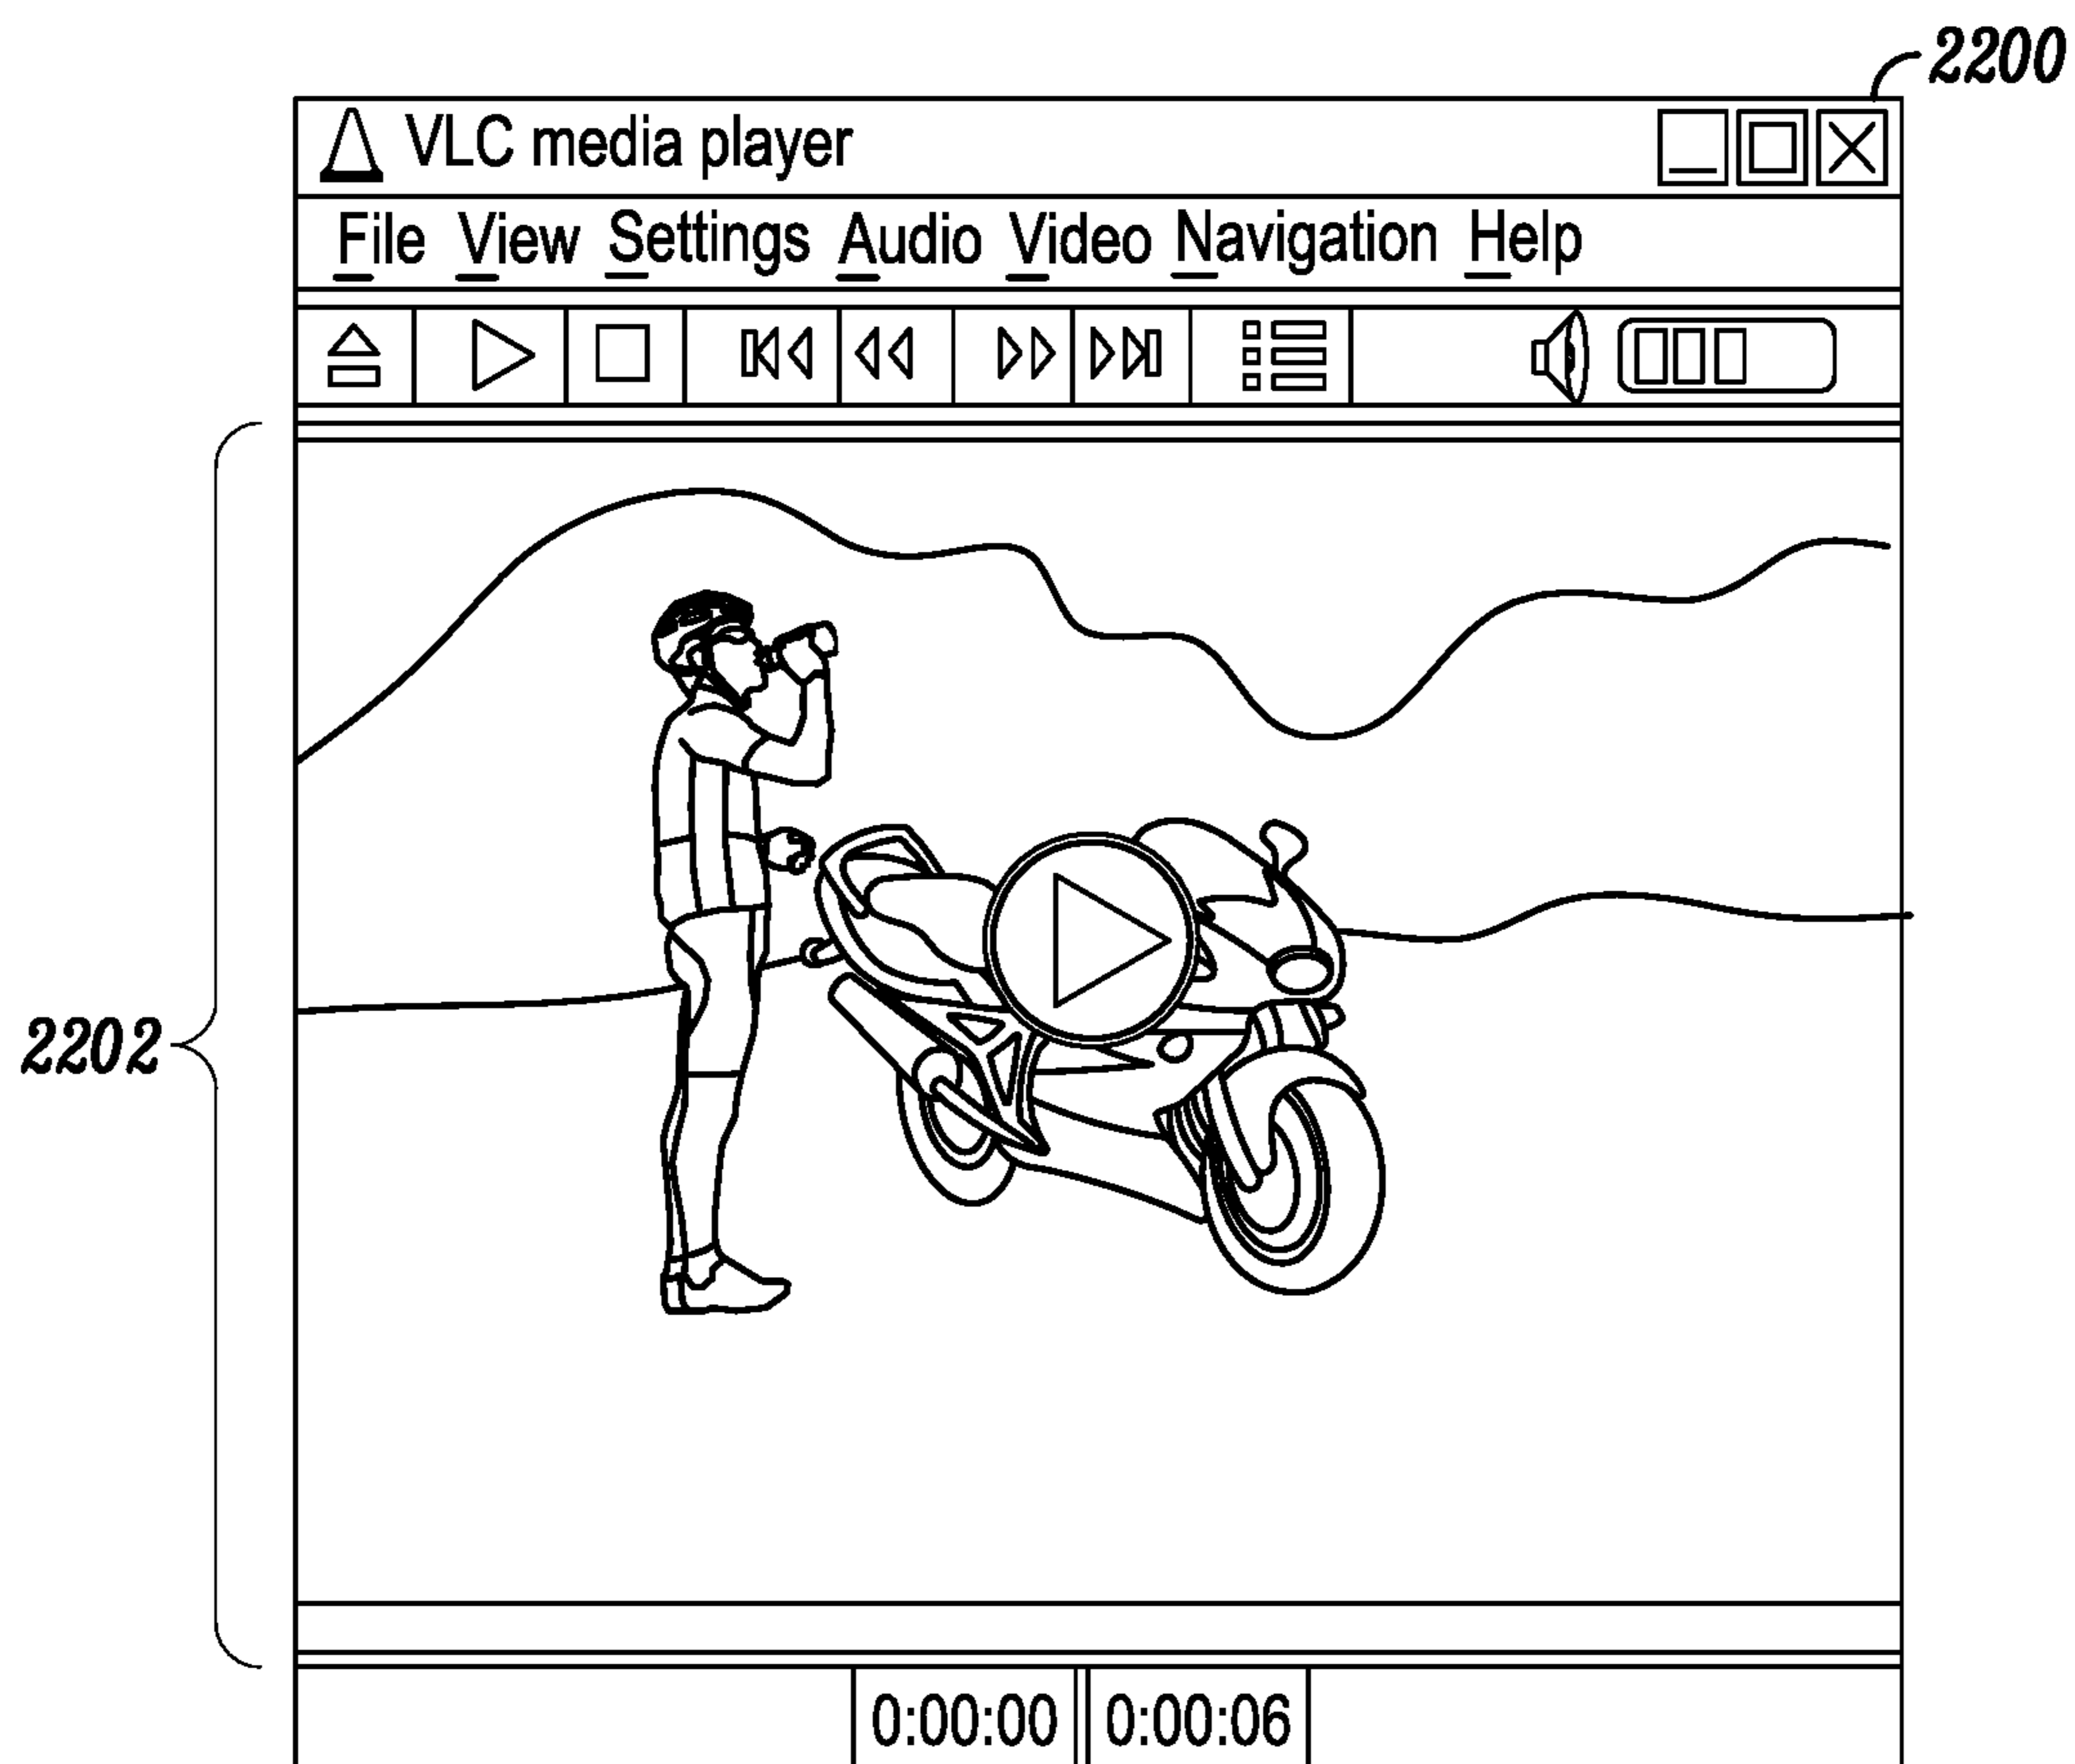 2200
VLC media player
File View Settings Audio Video Navigation Help
2202
0:00:00 0:00:06